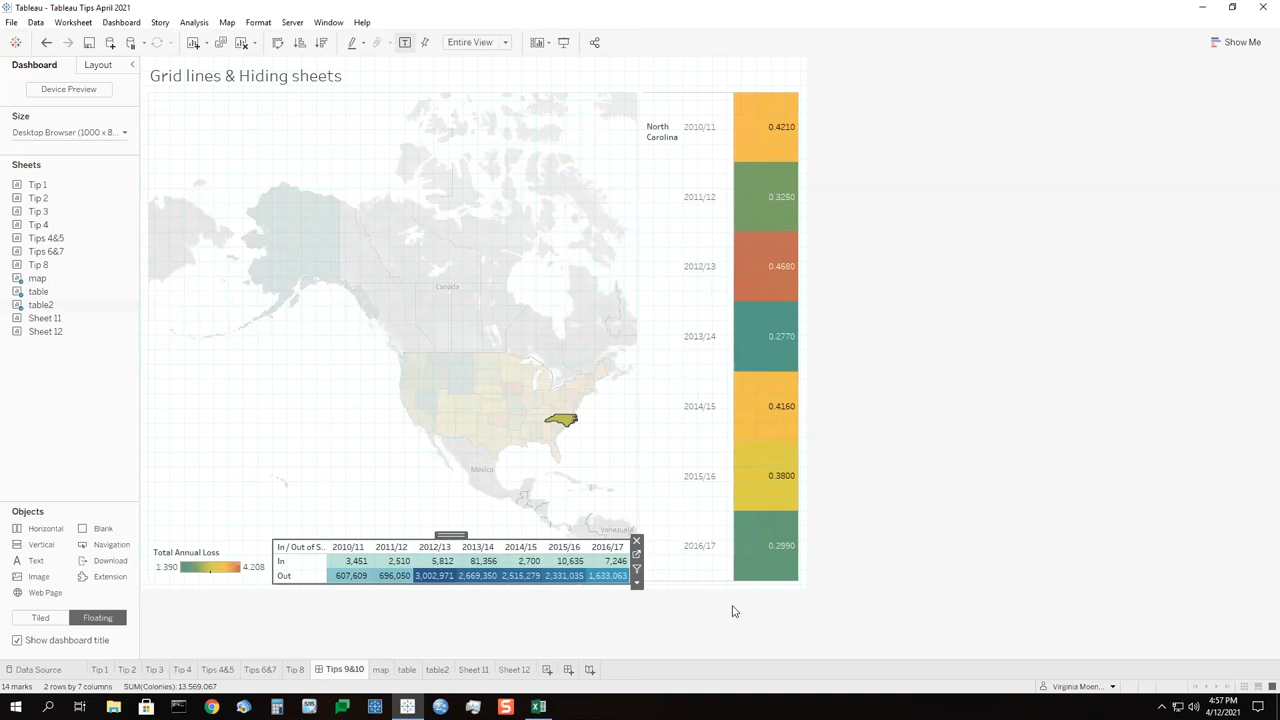 Tableau - Tableau Tips April 2021
File Data Worksheet Dashboard Story Analysis Map Format Server Window Help
Entire View
Show Me
Dashboard Layout
Device Preview
Size
Desktop Browser (1000 x 8...
Sheets
Tip 1
Tip 2
Tip 3
Tip 4
Tips 4&5
Tips 6&7
Tip 8
map
table
table2
Sheet 11
Sheet 12
Objects
Horizontal Blank
Vertical Navigation
Text Download
Image Extension
Web Page
Tiled Floating
Show dashboard title
Grid lines & Hiding sheets
Canada
Mexico
Venezuela
North Carolina
2010/11 0.4210
2011/12 0.3250
2012/13 0.4680
2013/14 0.2770
2014/15 0.4160
2015/16 0.3800
2016/17 0.2990
Total Annual Loss
1.390 4.208
In / Out of S.. 2010/11 2011/12 2012/13 2013/14 2014/15 2015/16 2016/17
In 3,451 2,510 5,812 81,356 2,700 10,635 7,246
Out 607,609 696,050 3,002,971 2,669,350 2,515,279 2,331,035 1,633,063
Data Source Tip 1 Tip 2 Tip 3 Tip 4 Tips 4&5 Tips 6&7 Tip 8 Tips 9&10 map table table2 Sheet 11 Sheet 12
14 marks 2 rows by 7 columns SUM(Colonies): 13,569,067
Virginia Moen...
4:57 PM
4/12/2021